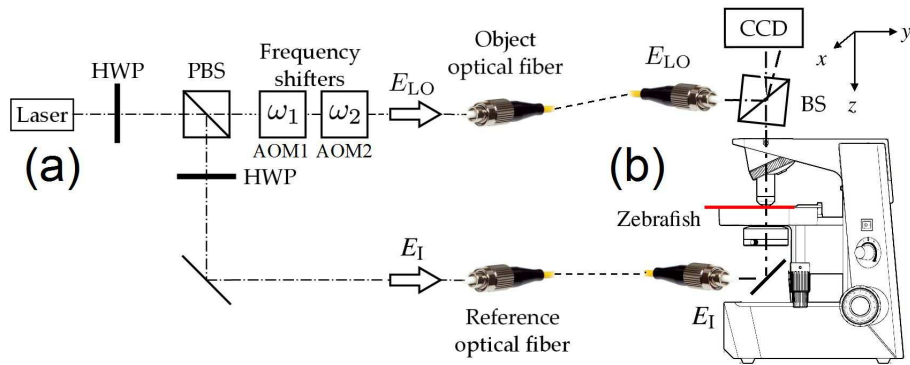 CCD
y
x
z
Frequency
shifters
Object
optical fiber
HWP
PBS
E_LO
E_LO
BS
Laser
ω1
ω2
AOM1
AOM2
(a)
(b)
HWP
Zebrafish
E_I
E_I
Reference
optical fiber